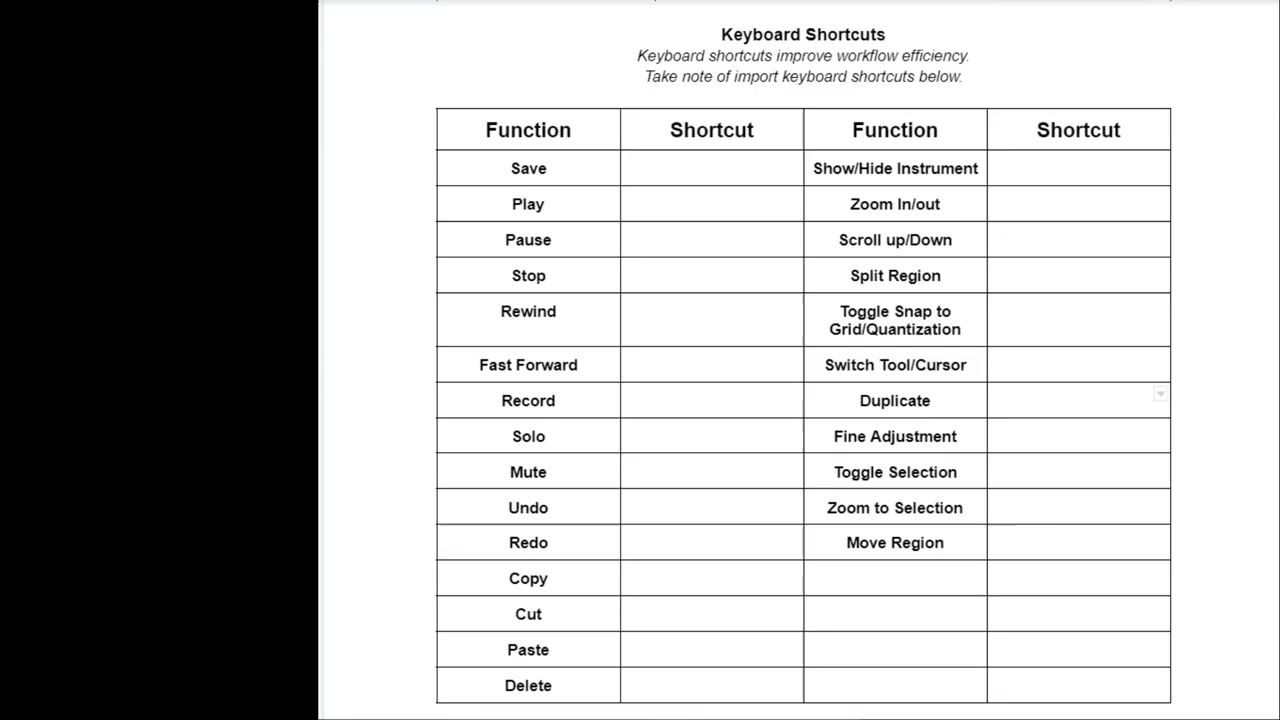 Keyboard Shortcuts
Keyboard shortcuts improve workflow efficiency.
Take note of import keyboard shortcuts below.
Function Shortcut Function Shortcut
Save Show/Hide Instrument
Play Zoom In/out
Pause Scroll up/Down
Stop Split Region
Rewind Toggle Snap to
Grid/Quantization
Fast Forward Switch Tool/Cursor
Record Duplicate
Solo Fine Adjustment
Mute Toggle Selection
Undo Zoom to Selection
Redo Move Region
Copy
Cut
Paste
Delete